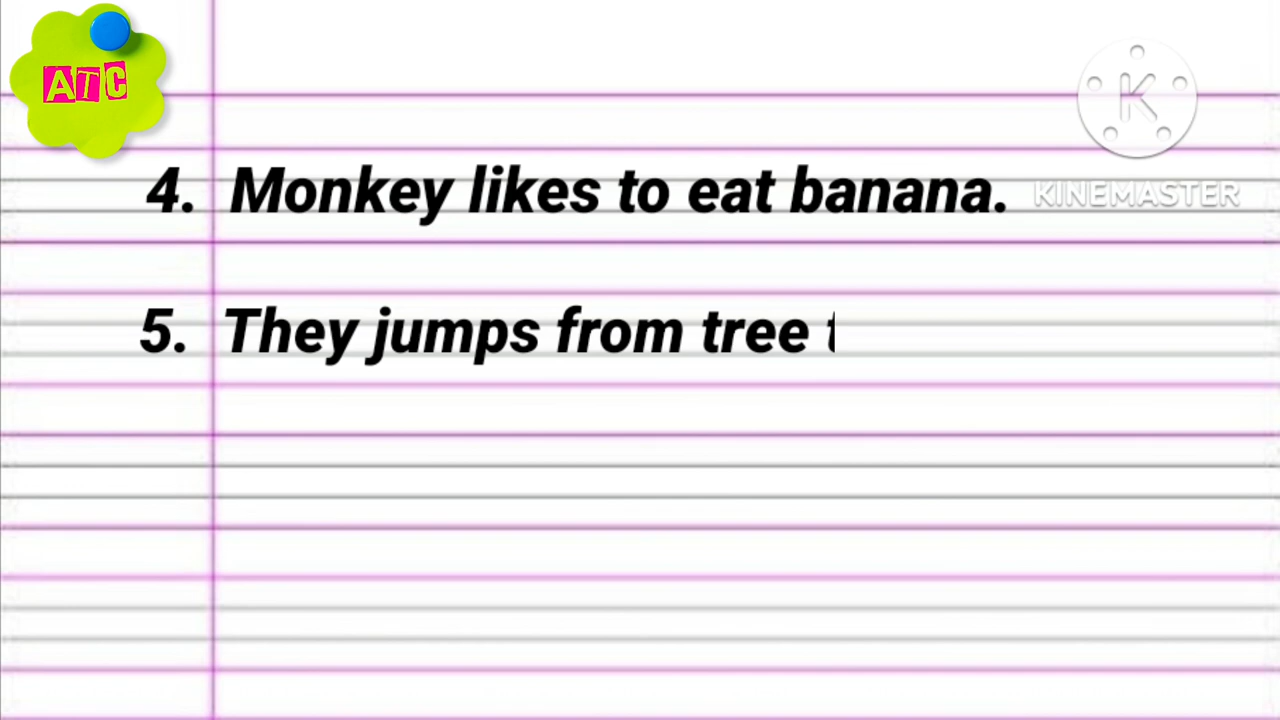 ATC
4. Monkey likes to eat banana.
KINEMASTER
5. They jumps from tree